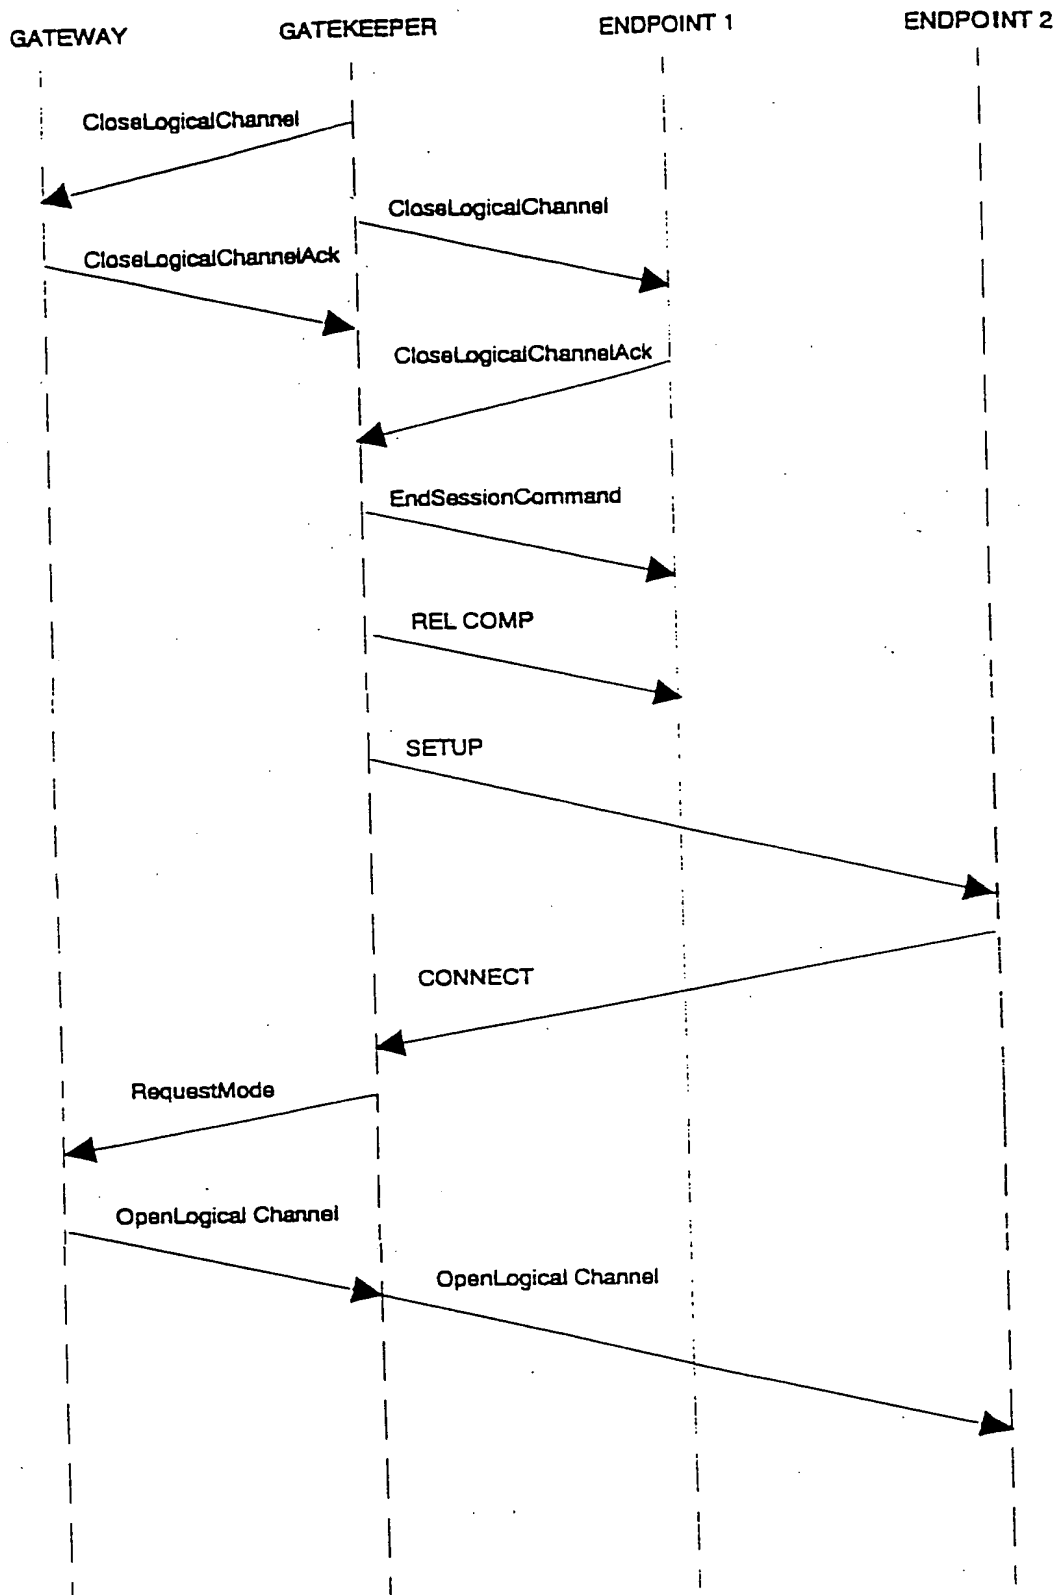 GATEWAY GATEKEEPER ENDPOINT 1 ENDPOINT 2
CloseLogicalChannel
CloseLogicalChannel
CloseLogicalChannelAck
CloseLogicalChannelAck
EndSessionCommand
REL COMP
SETUP
CONNECT
RequestMode
OpenLogical Channel
OpenLogical Channel